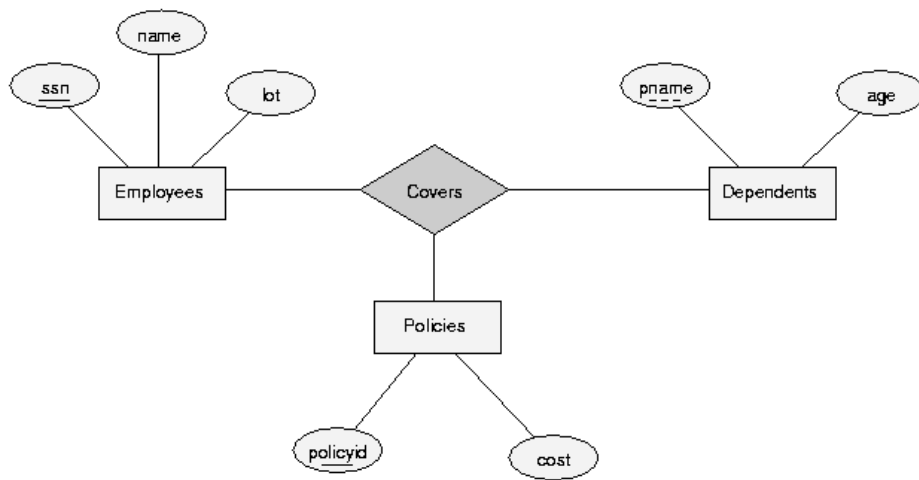 name
ssn
lot
pname
age
Employees
Covers
Dependents
Policies
policyid
cost